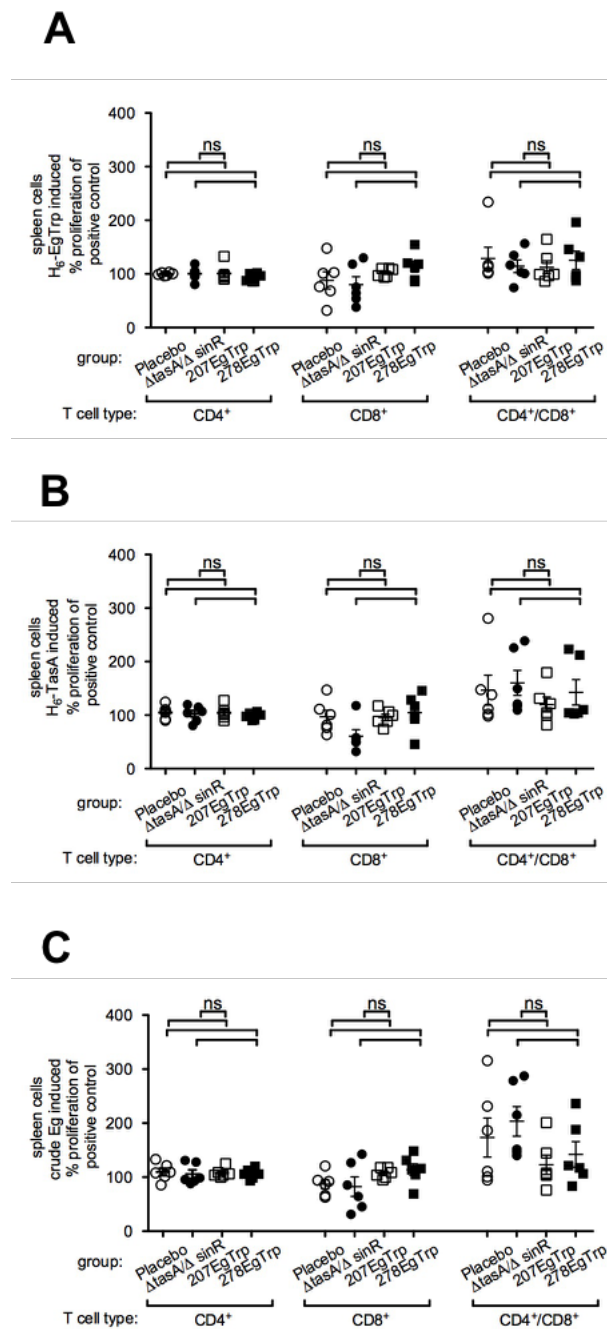 A
spleen cells
H₆-EgTrp induced
% proliferation of
positive control
400
300
200
100
0
ns
ns
ns
group:
Placebo
ΔtasA/Δ sinR
207EgTrp
278EgTrp
Placebo
ΔtasA/Δ sinR
207EgTrp
278EgTrp
Placebo
ΔtasA/Δ sinR
207EgTrp
278EgTrp
T cell type:
CD4⁺
CD8⁺
CD4⁺/CD8⁺
B
spleen cells
H₆-TasA induced
% proliferation of
positive control
400
300
200
100
0
ns
ns
ns
group:
Placebo
ΔtasA/Δ sinR
207EgTrp
278EgTrp
Placebo
ΔtasA/Δ sinR
207EgTrp
278EgTrp
Placebo
ΔtasA/Δ sinR
207EgTrp
278EgTrp
T cell type:
CD4⁺
CD8⁺
CD4⁺/CD8⁺
C
spleen cells
crude Eg induced
% proliferation of
positive control
400
300
200
100
0
ns
ns
ns
group:
Placebo
ΔtasA/Δ sinR
207EgTrp
278EgTrp
Placebo
ΔtasA/Δ sinR
207EgTrp
278EgTrp
Placebo
ΔtasA/Δ sinR
207EgTrp
278EgTrp
T cell type:
CD4⁺
CD8⁺
CD4⁺/CD8⁺